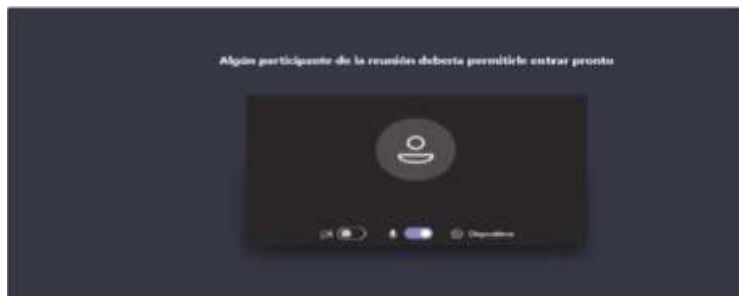 Algún participante de la reunión debería permitirle entrar pronto
Dispositivos